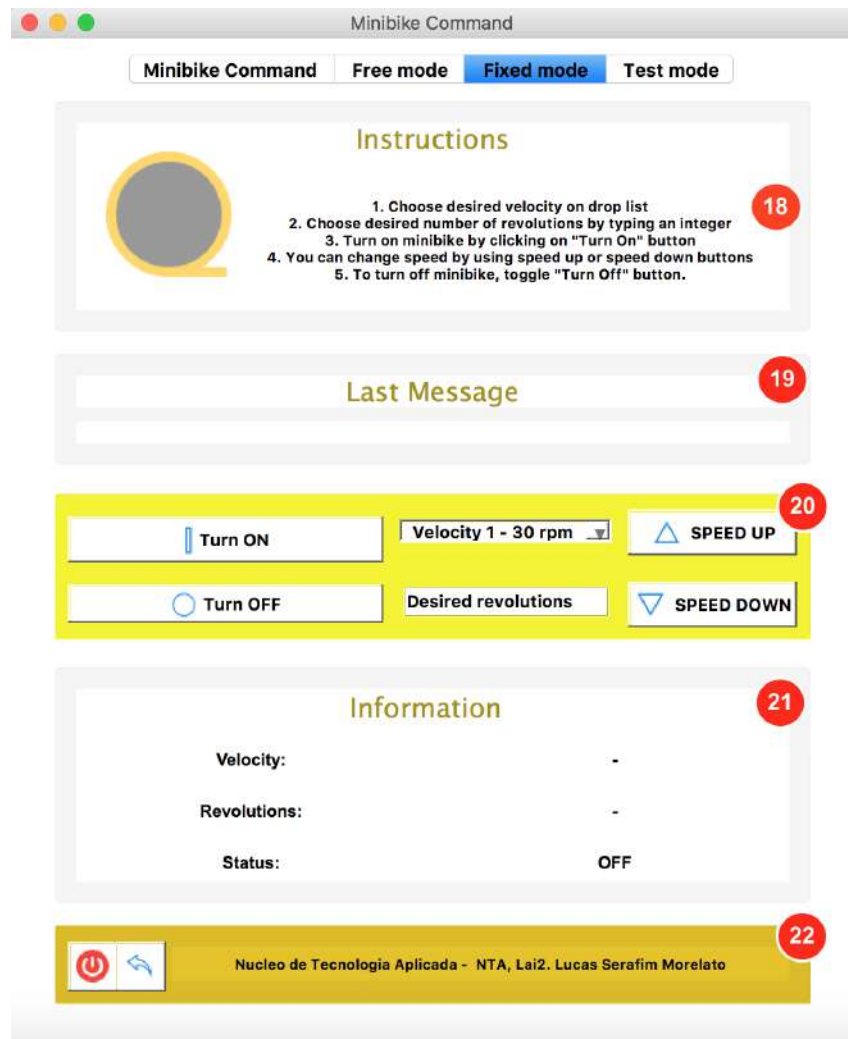 Minibike Command
Minibike Command Free mode Fixed mode Test mode
Instructions
1. Choose desired velocity on drop list
2. Choose desired number of revolutions by typing an integer
3. Turn on minibike by clicking on "Turn On" button
4. You can change speed by using speed up or speed down buttons
5. To turn off minibike, toggle "Turn Off" button.
18
Last Message
19
20
Turn ON
Velocity 1 - 30 rpm
SPEED UP
Turn OFF
Desired revolutions
SPEED DOWN
Information
21
Velocity: -
Revolutions: -
Status: OFF
22
Nucleo de Tecnologia Aplicada - NTA, Lai2. Lucas Serafim Morelato